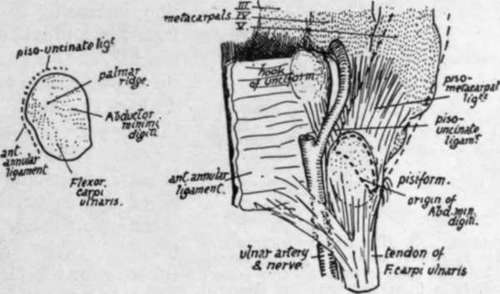 piso-uncinate ligt
palmar
ridge.
Abductor
minimi
digiti.
ant.
annular
ligament
Flexor.
carpi
ulnaris.
III
metacarpals. IV.
V.
hook
of unciform.
piso-
metacarpal
ligts
piso-
uncinate
ligamt
pisiform.
origin of
Abd. min.
digiti.
ant. annular
ligament.
ulnar artery
& nerve.
tendon of
F. carpi ulnaris